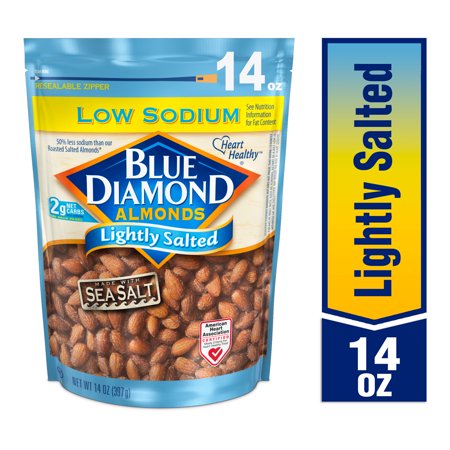 RESEALABLE ZIPPER
14 OZ
LOW SODIUM
See Nutrition
Information
for Fat Content
50% less sodium than our
Roasted Salted Almonds*
Heart
Healthy™
BLUE
DIAMOND
ALMONDS
2g NET CARBS
Lightly Salted
MADE WITH
SEA SALT
American
Heart
Association
CERTIFIED
NET WT 14 OZ (397g)
Lightly Salted
14
OZ